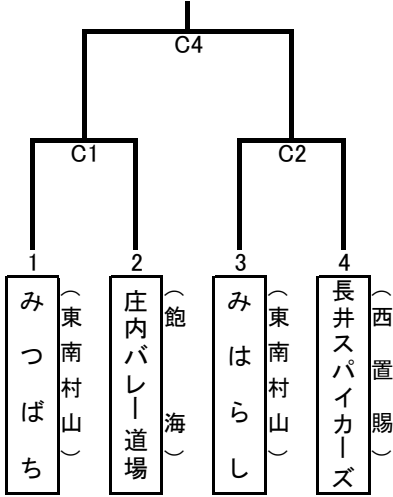 C4
C1
C2
1
2
3
4
みつばち
（東南村山）
庄内バレー道場
（飽海）
みはらし
（東南村山）
長井スパイカーズ
（西置賜）